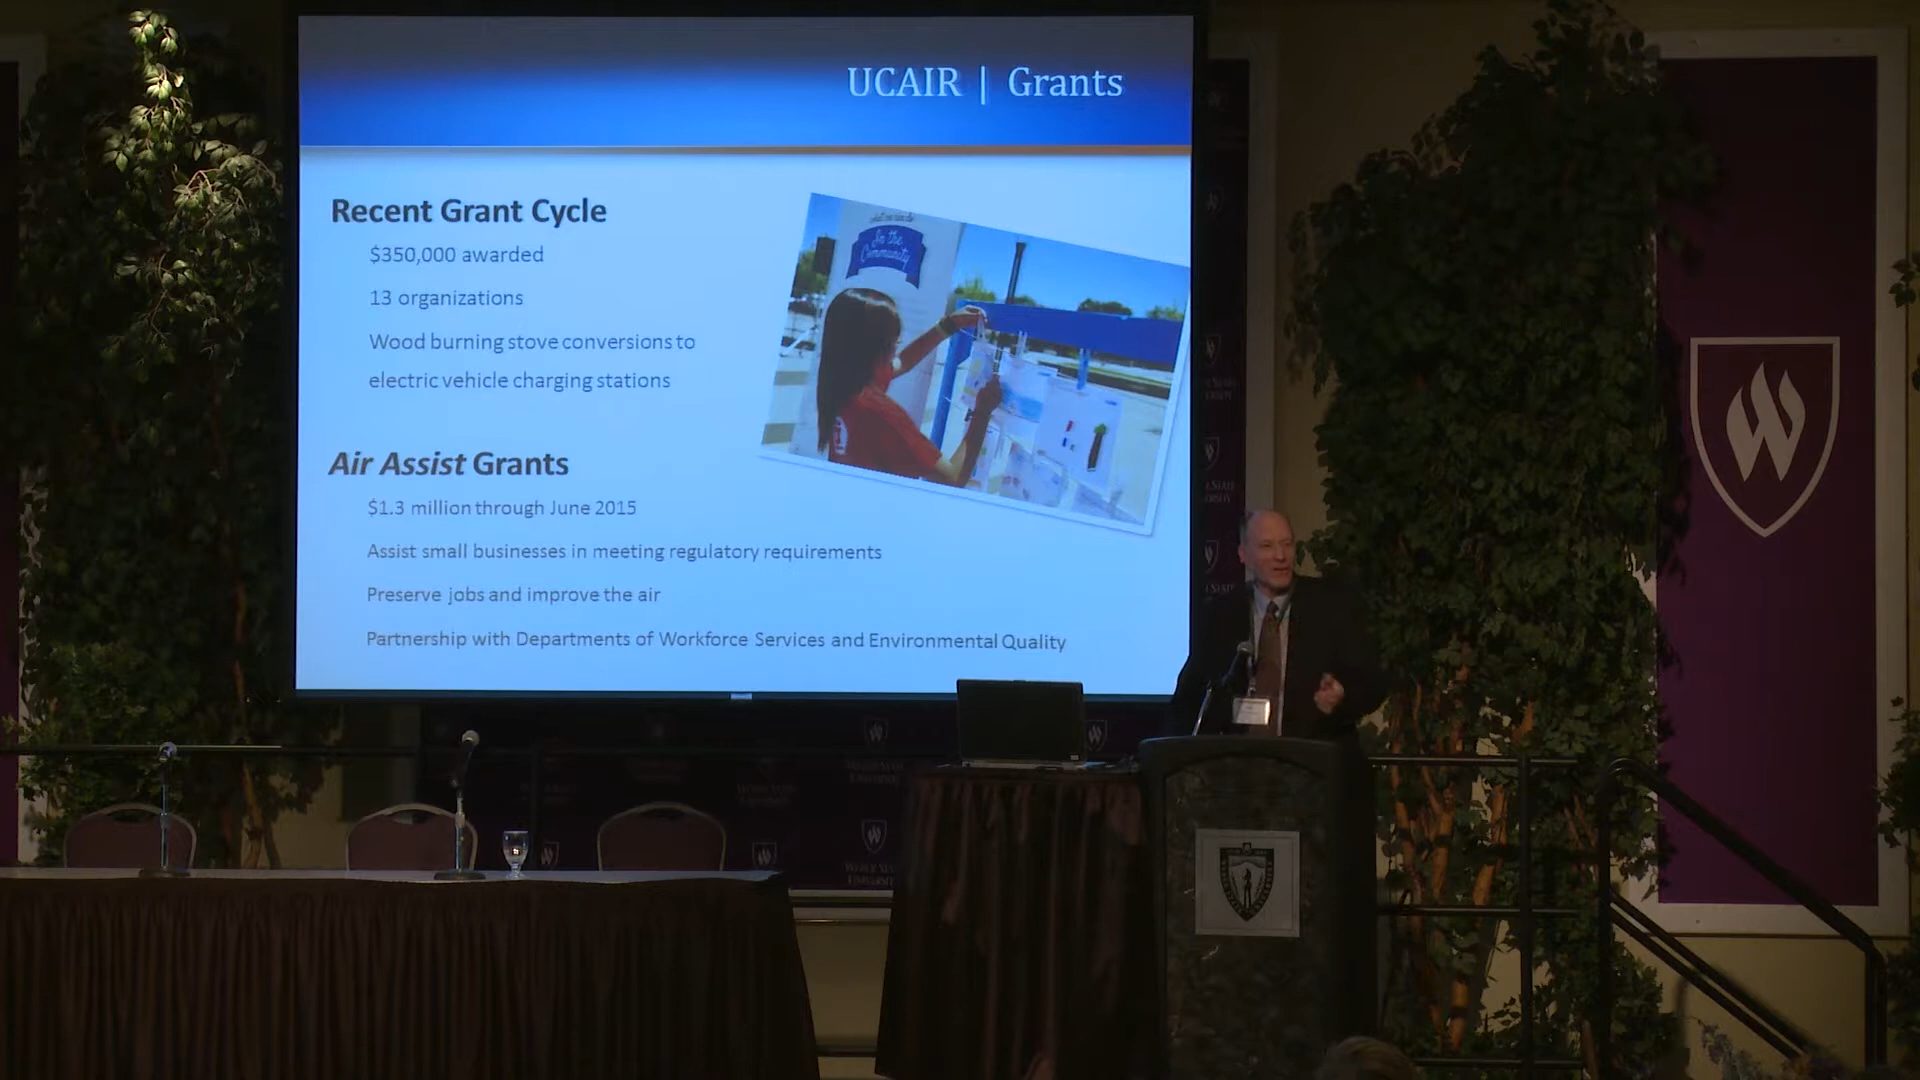 UCAIR | Grants
Recent Grant Cycle
$350,000 awarded
13 organizations
Wood burning stove conversions to
electric vehicle charging stations
In the
Community
Air Assist Grants
$1.3 million through June 2015
Assist small businesses in meeting regulatory requirements
Preserve jobs and improve the air
Partnership with Departments of Workforce Services and Environmental Quality
W